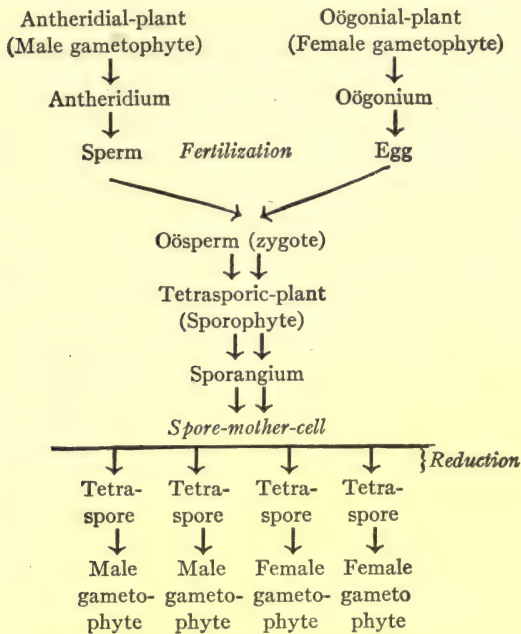 Antheridial-plant Oögonial-plant
(Male gametophyte) (Female gametophyte)
Antheridium Oögonium
Sperm Fertilization Egg
Oösperm (zygote)
Tetrasporic-plant
(Sporophyte)
Sporangium
Spore-mother-cell
Reduction
Tetra- Tetra- Tetra- Tetra-
spore spore spore spore
Male Male Female Female
gameto- gameto- gameto- gameto
phyte phyte phyte phyte